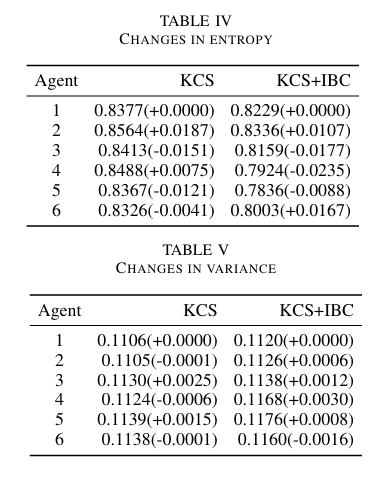 TABLE IV
CHANGES IN ENTROPY
Agent KCS KCS+IBC
1 0.8377(+0.0000) 0.8229(+0.0000)
2 0.8564(+0.0187) 0.8336(+0.0107)
3 0.8413(-0.0151) 0.8159(-0.0177)
4 0.8488(+0.0075) 0.7924(-0.0235)
5 0.8367(-0.0121) 0.7836(-0.0088)
6 0.8326(-0.0041) 0.8003(+0.0167)
TABLE V
CHANGES IN VARIANCE
Agent KCS KCS+IBC
1 0.1106(+0.0000) 0.1120(+0.0000)
2 0.1105(-0.0001) 0.1126(+0.0006)
3 0.1130(+0.0025) 0.1138(+0.0012)
4 0.1124(-0.0006) 0.1168(+0.0030)
5 0.1139(+0.0015) 0.1176(+0.0008)
6 0.1138(-0.0001) 0.1160(-0.0016)